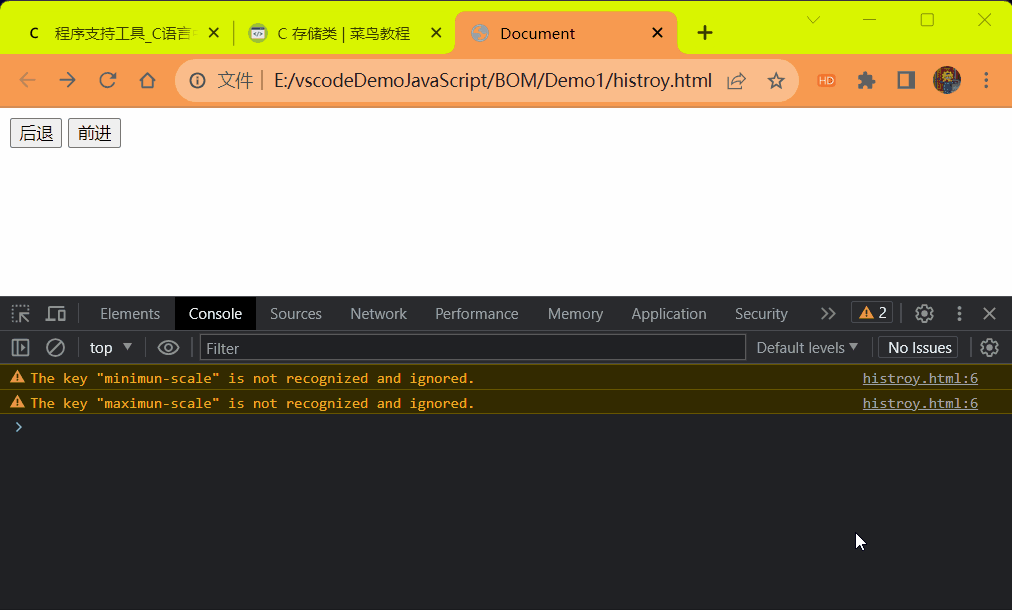 C 程序支持工具_C语言
C 存储类 | 菜鸟教程
Document
文件 | E:/vscodeDemoJavaScript/BOM/Demo1/histroy.html
HD
后退 前进
Elements Console Sources Network Performance Memory Application Security 2
top Filter Default levels No Issues
The key "minimun-scale" is not recognized and ignored. histroy.html:6
The key "maximun-scale" is not recognized and ignored. histroy.html:6